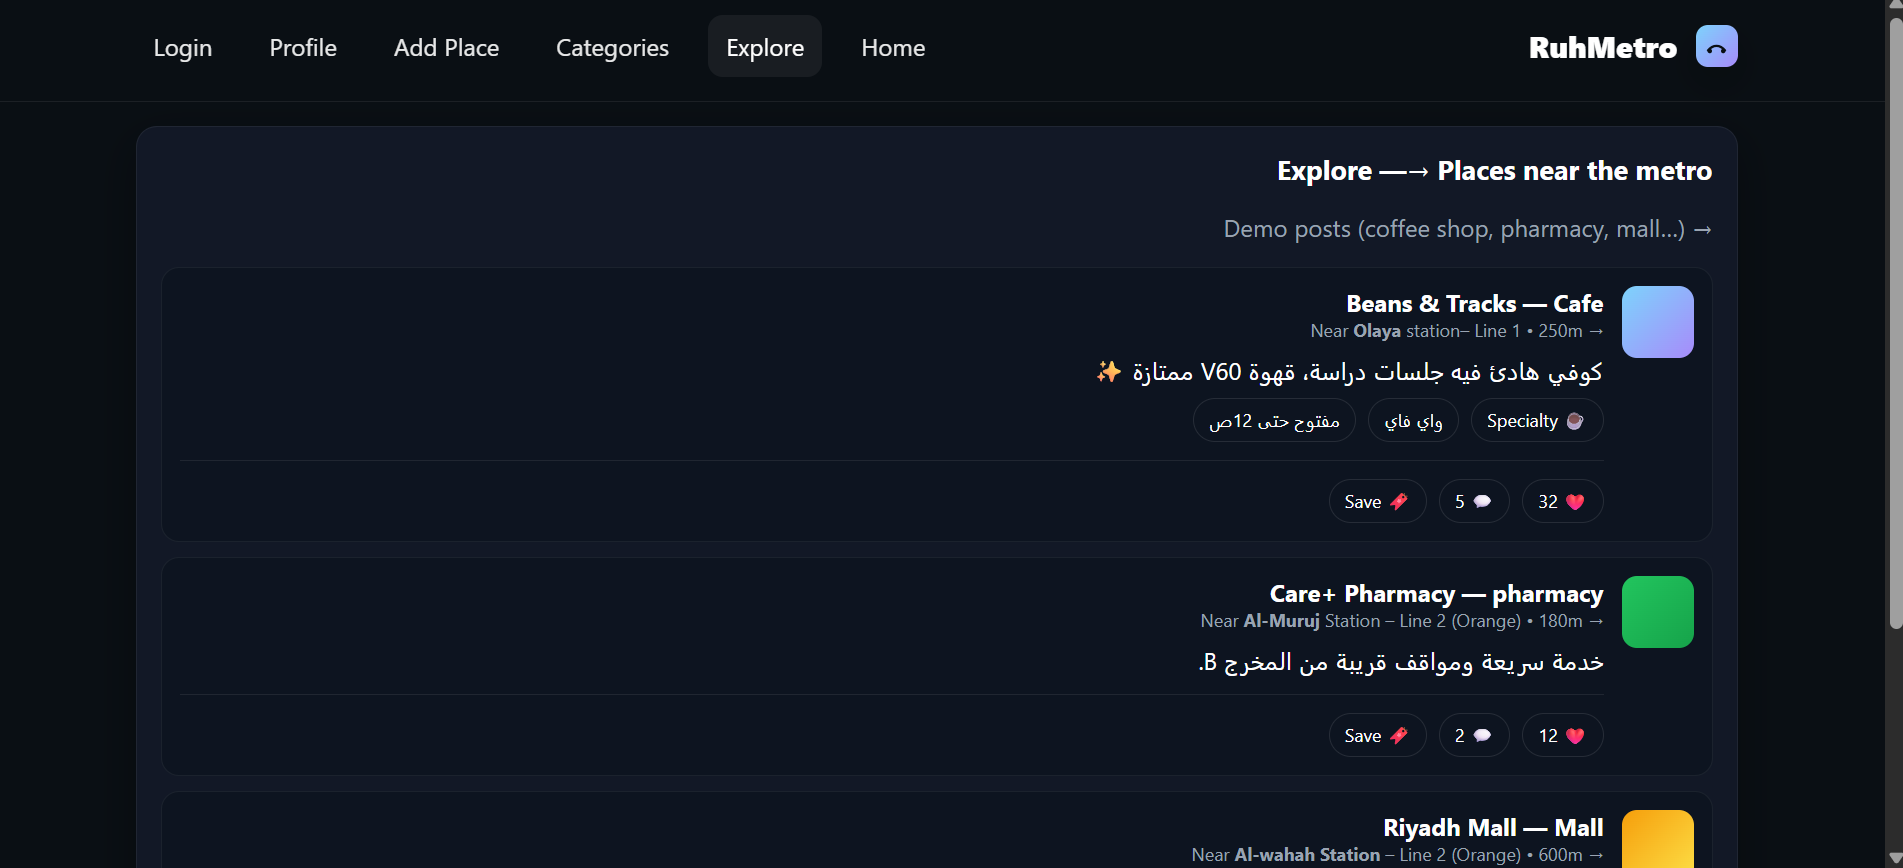 Login Profile Add Place Categories Explore Home RuhMetro
Explore —→ Places near the metro
Demo posts (coffee shop, pharmacy, mall...) →
Beans & Tracks — Cafe
Near Olaya station– Line 1 • 250m →
كوفي هادئ فيه جلسات دراسة، قهوة V60 ممتازة ✨
Specialty ☕ واي فاي مفتوح حتى 12ص
32 ❤ 5 💬 Save 🔖
Care+ Pharmacy — pharmacy
Near Al-Muruj Station – Line 2 (Orange) • 180m →
خدمة سريعة ومواقف قريبة من المخرج B.
12 ❤ 2 💬 Save 🔖
Riyadh Mall — Mall
Near Al-wahah Station – Line 2 (Orange) • 600m →